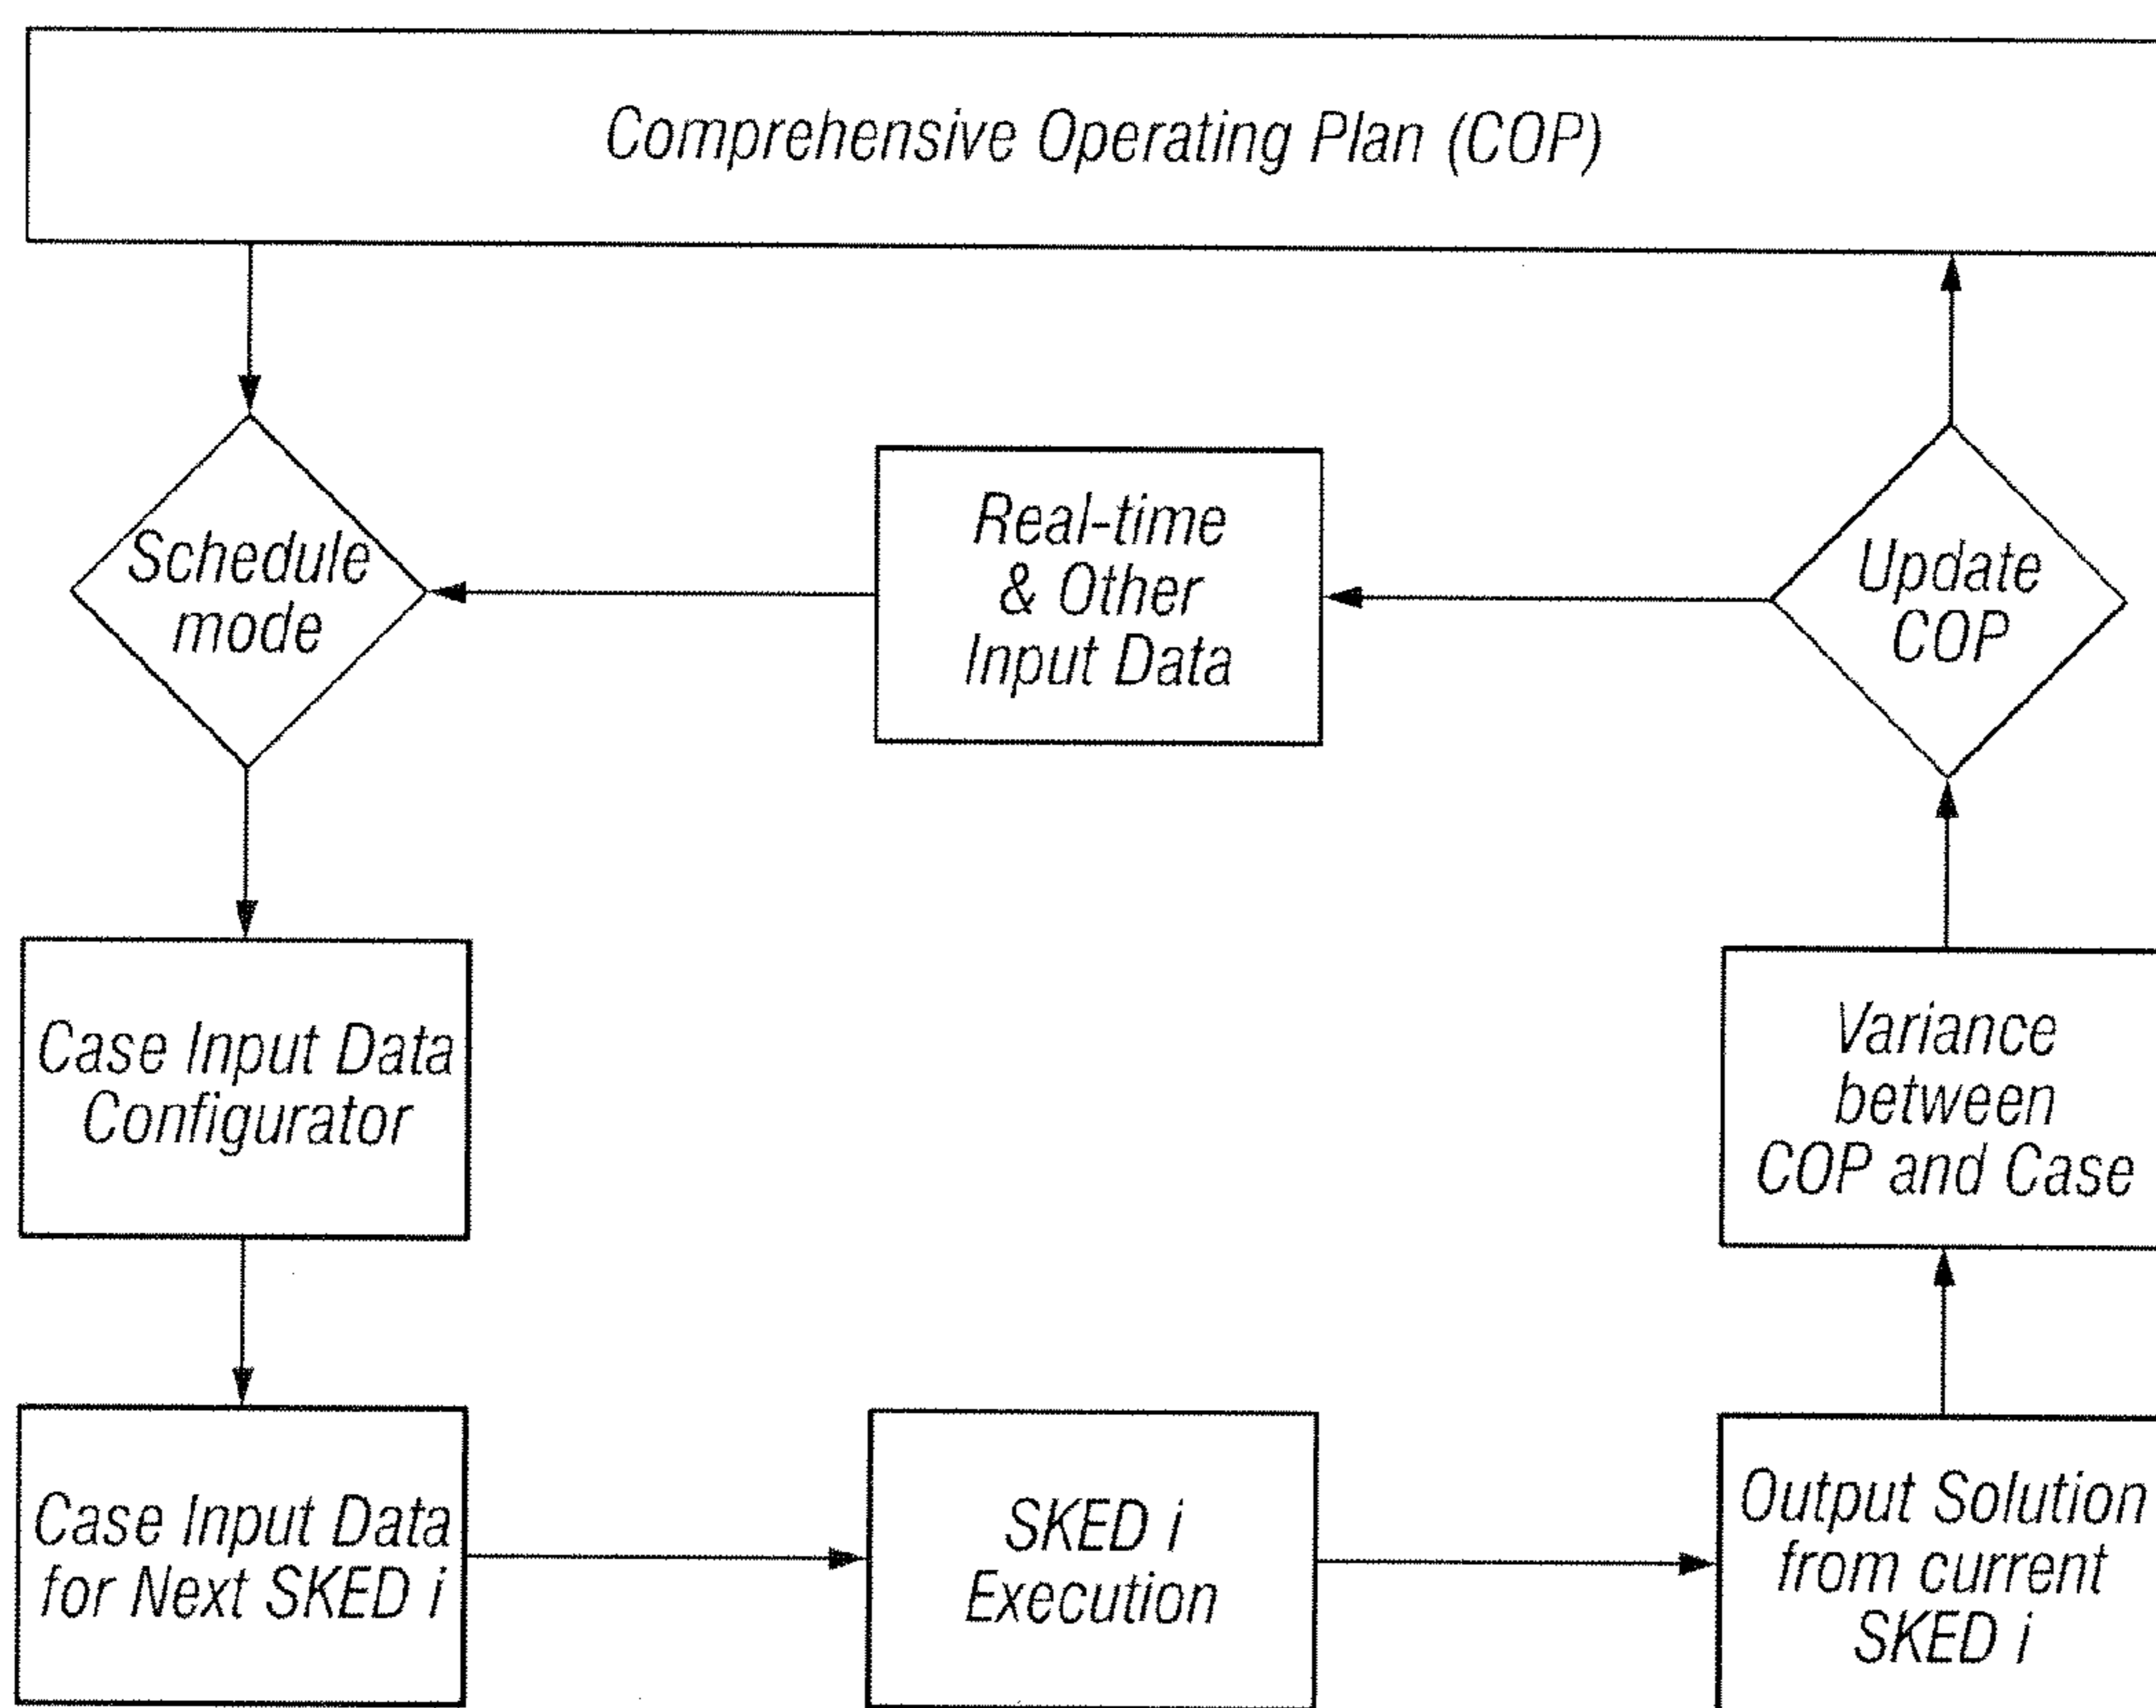 Comprehensive Operating Plan (COP)
Schedule
mode
Real-time
& Other
Input Data
Update
COP
Case Input Data
Configurator
Variance
between
COP and Case
Case Input Data
for Next SKED i
SKED i
Execution
Output Solution
from current
SKED i